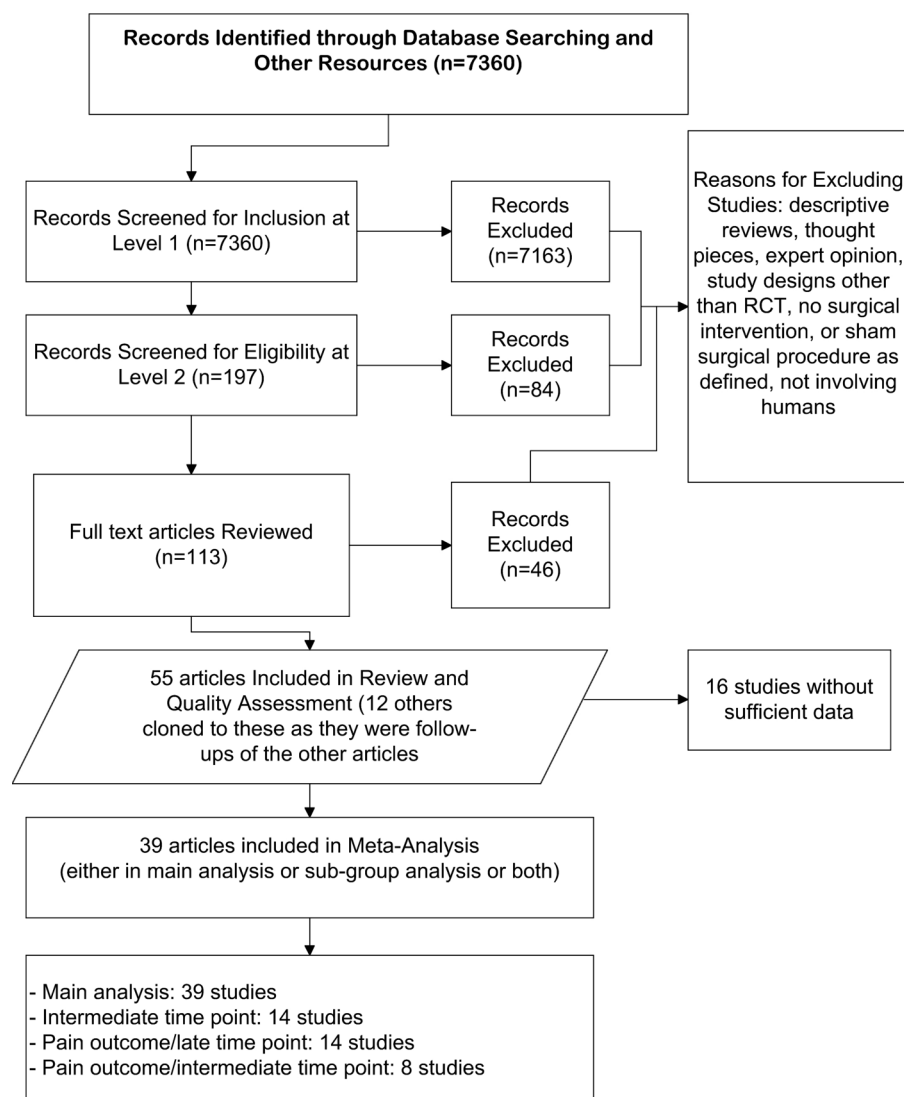 Records Identified through Database Searching and
Other Resources (n=7360)
Records Screened for Inclusion at
Level 1 (n=7360)
Records
Excluded
(n=7163)
Reasons for Excluding
Studies: descriptive
reviews, thought
pieces, expert opinion,
study designs other
than RCT, no surgical
intervention, or sham
surgical procedure as
defined, not involving
humans
Records Screened for Eligibility at
Level 2 (n=197)
Records
Excluded
(n=84)
Full text articles Reviewed
(n=113)
Records
Excluded
(n=46)
55 articles Included in Review and
Quality Assessment (12 others
cloned to these as they were follow-
ups of the other articles
16 studies without
sufficient data
39 articles included in Meta-Analysis
(either in main analysis or sub-group analysis or both)
- Main analysis: 39 studies
- Intermediate time point: 14 studies
- Pain outcome/late time point: 14 studies
- Pain outcome/intermediate time point: 8 studies